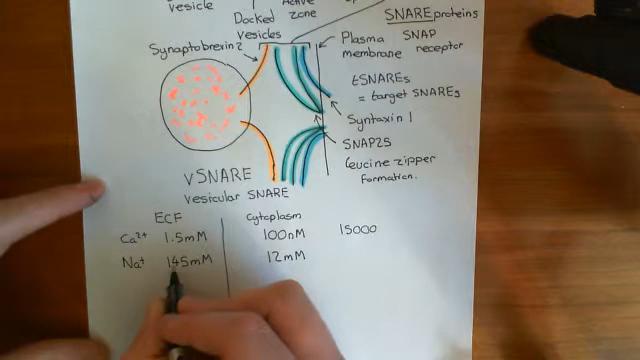 vesicle
Active
zone
Docked
vesicles
SNARE proteins
Synaptobrevin 2
Plasma
membrane
SNAP
receptor
tSNAREs
= target SNAREs
Syntaxin 1
SNAP25
leucine zipper
formation.
vSNARE
vesicular SNARE
ECF
Cytoplasm
Ca2+ 1.5mM 100nM 15000
Na+ 145mM 12mM